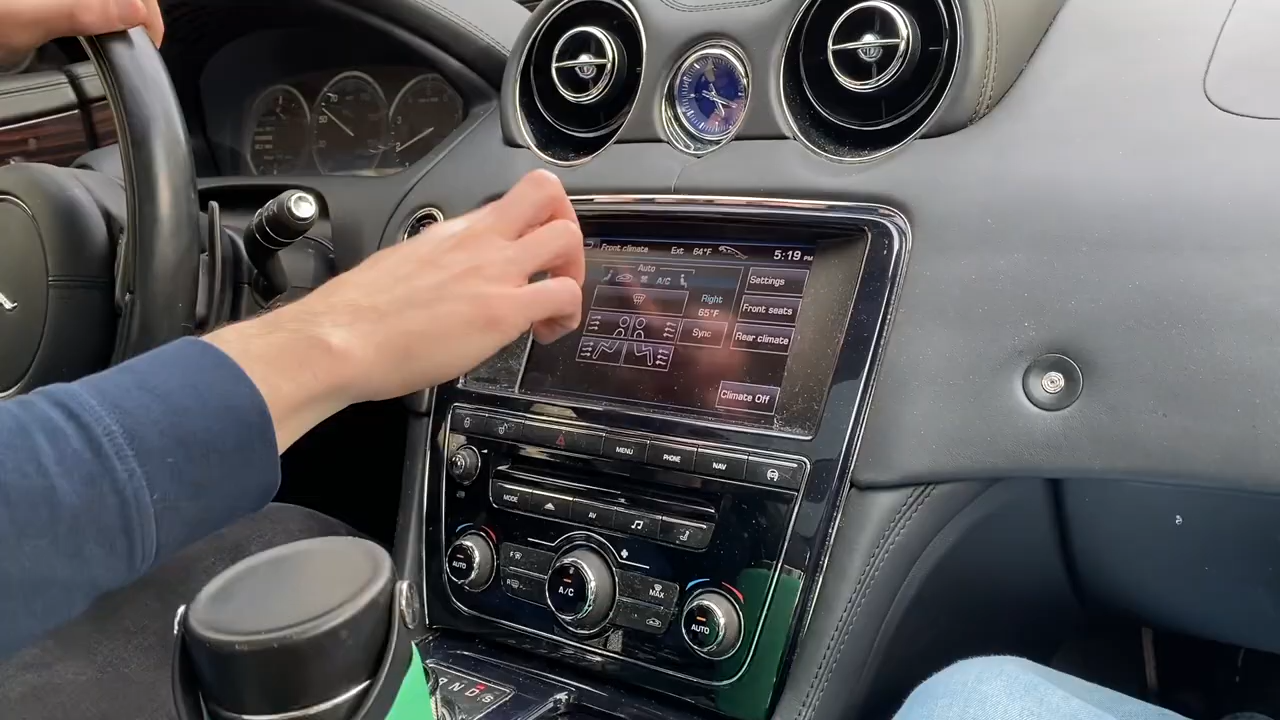 Front climate Ext 64°F 5:19 PM
Auto
A/C
Settings
Right
65°F
Front seats
Sync
Rear climate
Climate Off
MENU PHONE NAV
MODE AV
AUTO
A/C
MAX
AUTO
F
R
N D S